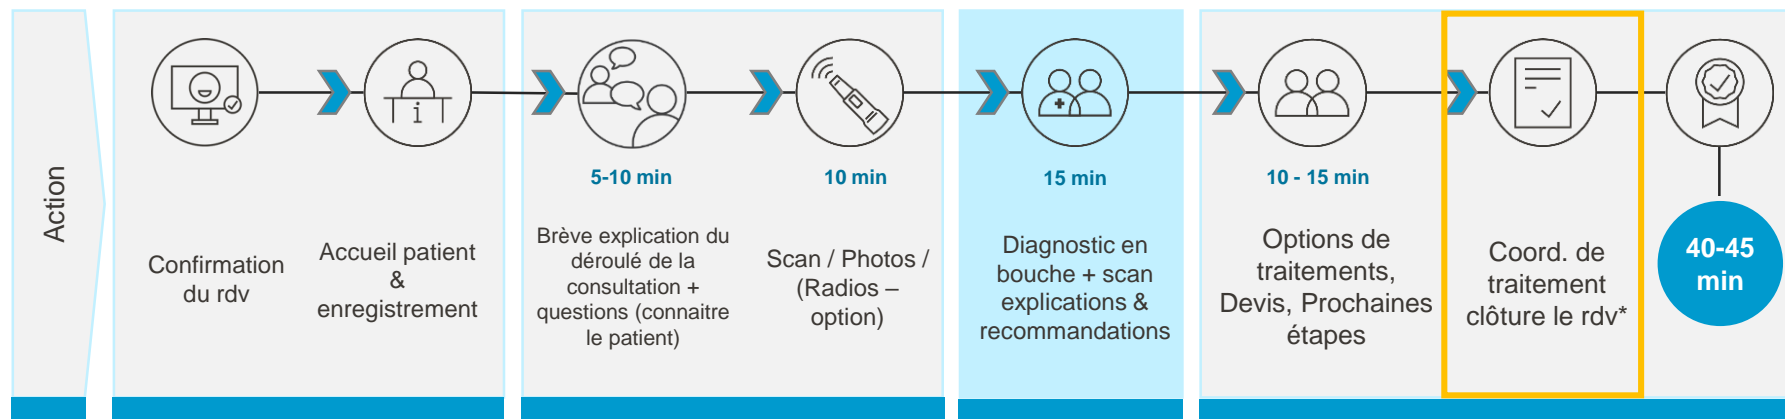 Action
Confirmation
du rdv
Accueil patient
&
enregistrement
i
5-10 min
Brève explication du
déroulé de la
consultation +
questions (connaitre
le patient)
10 min
Scan / Photos /
(Radios –
option)
15 min
Diagnostic en
bouche + scan
explications &
recommandations
10 - 15 min
Options de
traitements,
Devis, Prochaines
étapes
Coord. de
traitement
clôture le rdv*
40-45
min